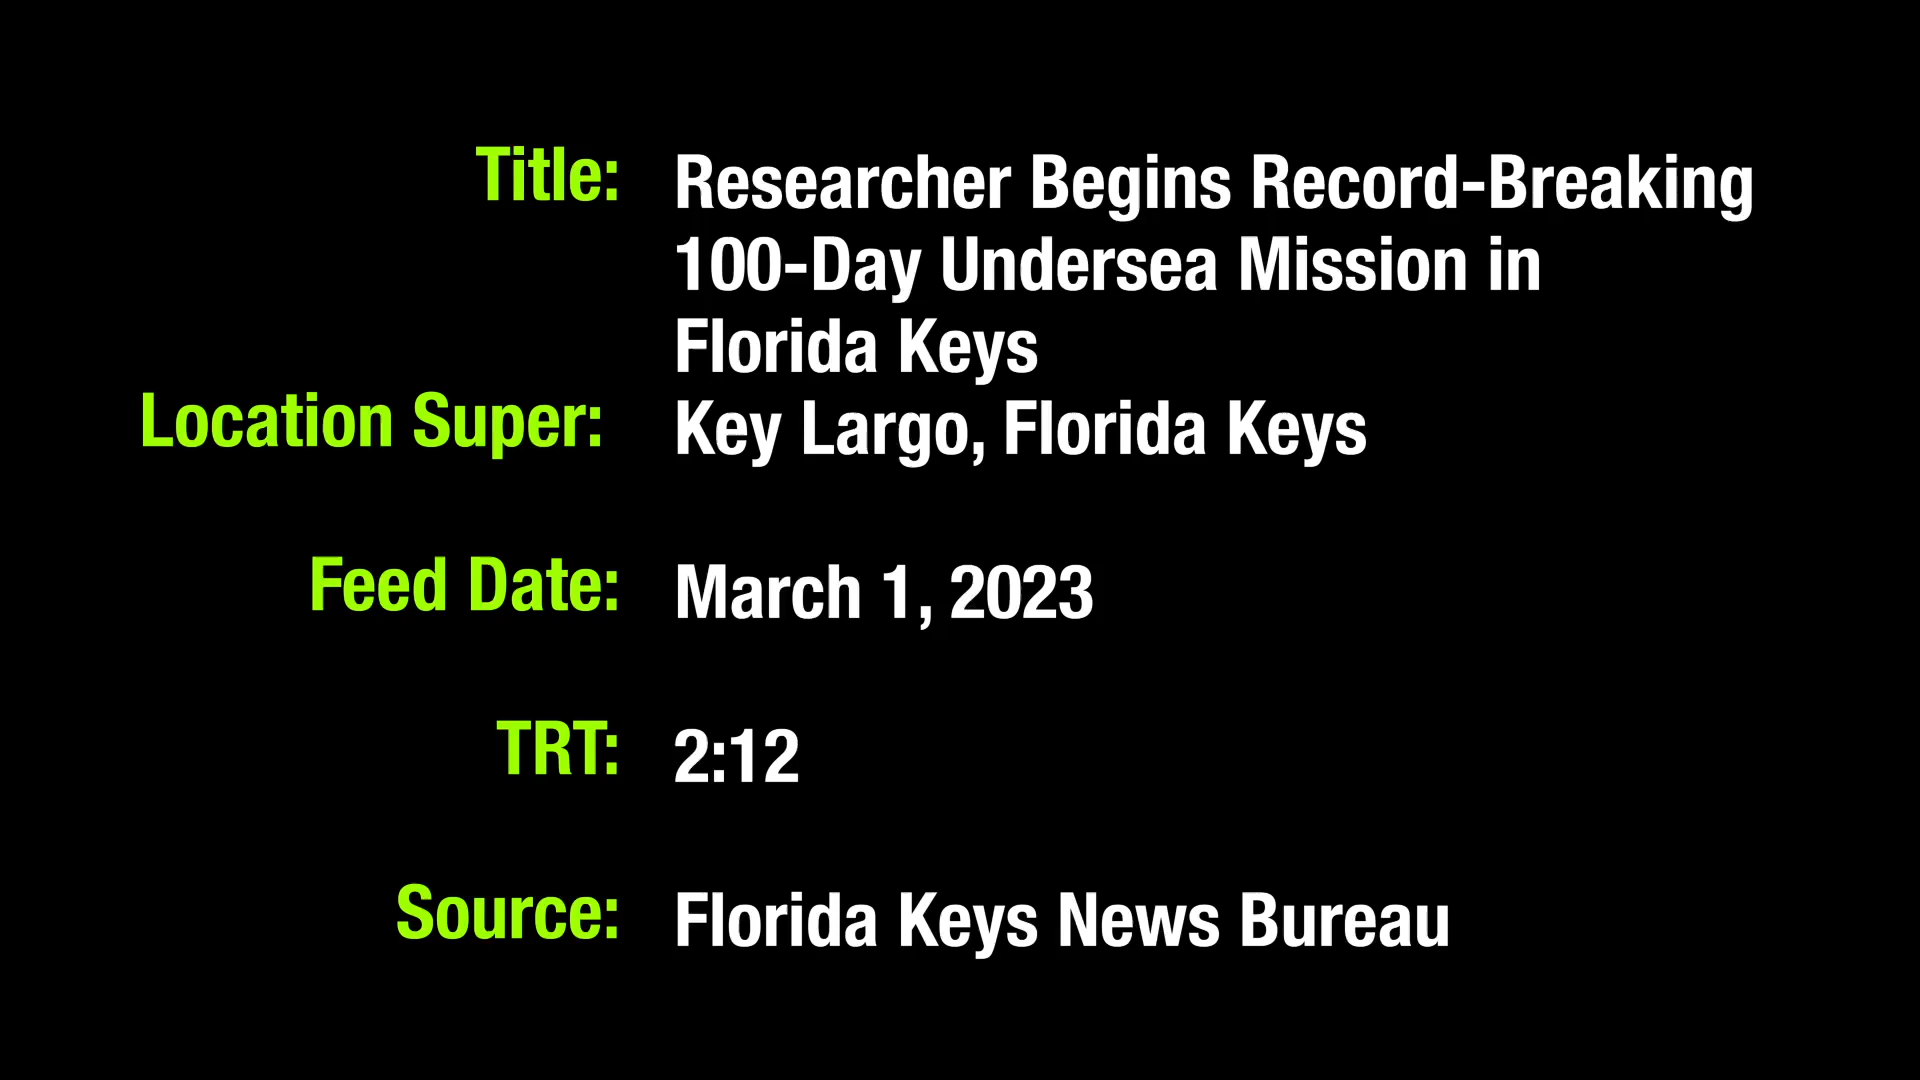 Title: Researcher Begins Record-Breaking
100-Day Undersea Mission in
Florida Keys
Location Super: Key Largo, Florida Keys
Feed Date: March 1, 2023
TRT: 2:12
Source: Florida Keys News Bureau